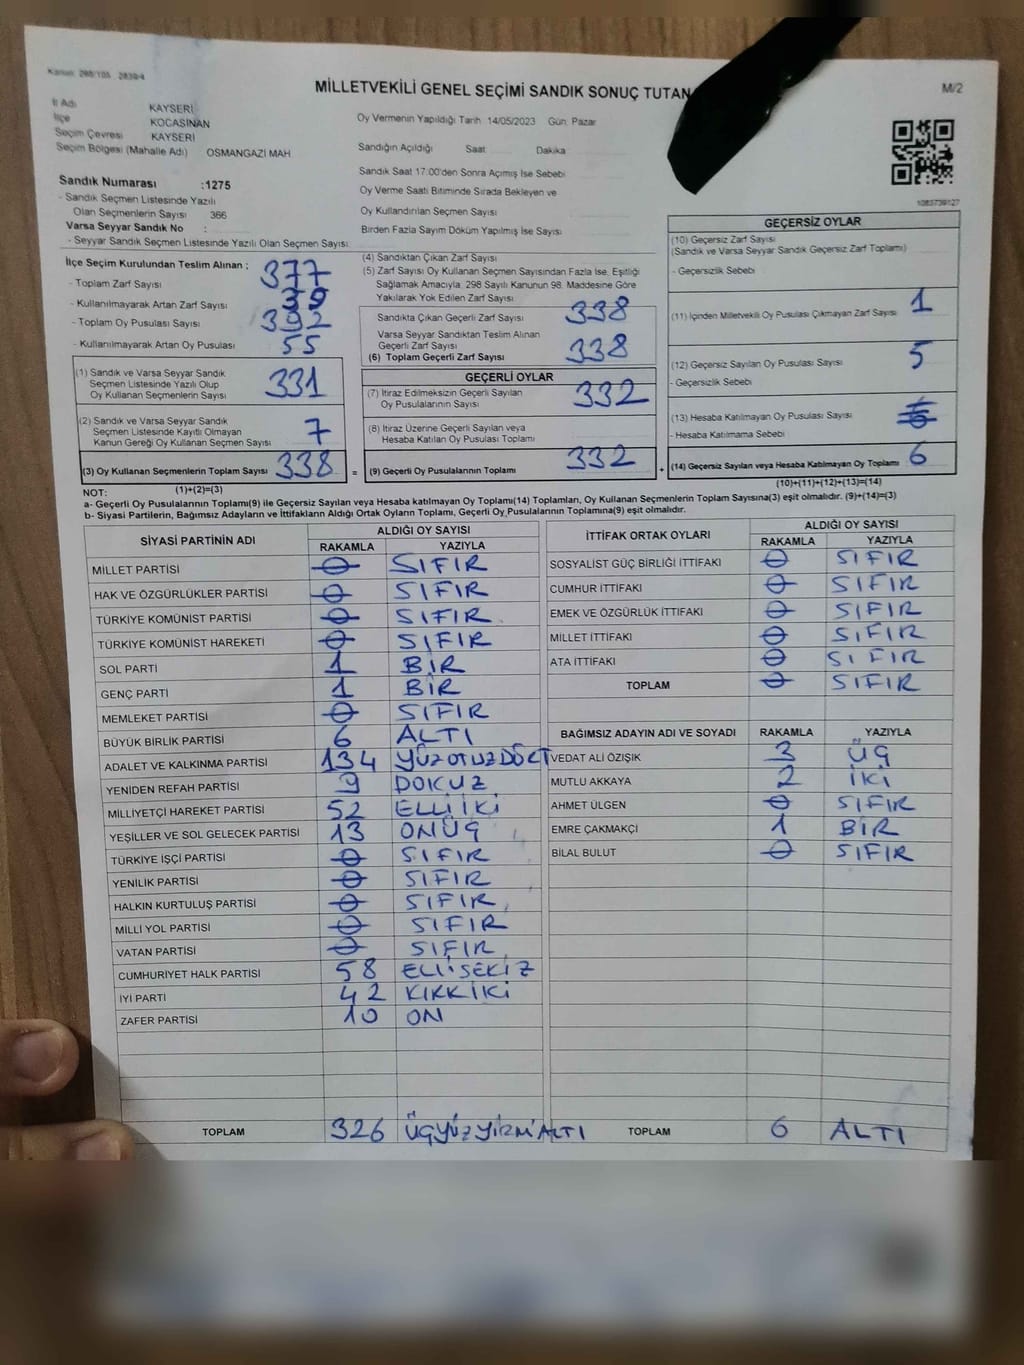 Kanun: 298/105 2839/4
MİLLETVEKİLİ GENEL SEÇİMİ SANDIK SONUÇ TUTAN
M/2
İl Adı KAYSERİ
İlçe KOCASİNAN
Seçim Çevresi KAYSERİ
Seçim Bölgesi (Mahalle Adı) OSMANGAZİ MAH
Sandık Numarası :1275
- Sandık Seçmen Listesinde Yazılı
Olan Seçmenlerin Sayısı 366
Varsa Seyyar Sandık No :
- Seyyar Sandık Seçmen Listesinde Yazılı Olan Seçmen Sayısı:
Oy Vermenin Yapıldığı Tarih 14/05/2023 Gün: Pazar
Sandığın Açıldığı Saat Dakika
Sandık Saat 17.00'den Sonra Açımış İse Sebebi
Oy Verme Saati Bitiminde Sırada Bekleyen ve
Oy Kullandırılan Seçmen Sayısı
Birden Fazla Sayım Döküm Yapılmış İse Sayısı
1083739127
İlçe Seçim Kurulundan Teslim Alınan :
- Toplam Zarf Sayısı 377
- Kullanılmayarak Artan Zarf Sayısı 39
- Toplam Oy Pusulası Sayısı 392
- Kullanılmayarak Artan Oy Pusulası 55
(1) Sandık ve Varsa Seyyar Sandık
Seçmen Listesinde Yazılı Olup
Oy Kullanan Seçmenlerin Sayısı 331
(2) Sandık ve Varsa Seyyar Sandık
Seçmen Listesinde Kayıtlı Olmayan
Kanun Gereği Oy Kullanan Seçmen Sayısı 7
(3) Oy Kullanan Seçmenlerin Toplam Sayısı 338 =
(1)+(2)=(3)
(4) Sandıktan Çıkan Zarf Sayısı
(5) Zarf Sayısı Oy Kullanan Seçmen Sayısından Fazla İse, Eşitliği
Sağlamak Amacıyla, 298 Sayılı Kanunun 98. Maddesine Göre
Yakılarak Yok Edilen Zarf Sayısı
Sandıkta Çıkan Geçerli Zarf Sayısı 338
Varsa Seyyar Sandıktan Teslim Alınan
Geçerli Zarf Sayısı
(6) Toplam Geçerli Zarf Sayısı 338
GEÇERLİ OYLAR
(7) İtiraz Edilmeksizin Geçerli Sayılan
Oy Pusulalarının Sayısı 332
(8) İtiraz Üzerine Geçerli Sayılan veya
Hesaba Katılan Oy Pusulası Toplamı
(9) Geçerli Oy Pusulalarının Toplamı 332 +
GEÇERSİZ OYLAR
(10) Geçersiz Zarf Sayısı
(Sandık ve Varsa Seyyar Sandık Geçersiz Zarf Toplamı)
- Geçersizlik Sebebi
(11) İçinden Milletvekili Oy Pusulası Çıkmayan Zarf Sayısı 1
(12) Geçersiz Sayılan Oy Pusulası Sayısı 5
- Geçersizlik Sebebi
(13) Hesaba Katılmayan Oy Pusulası Sayısı
- Hesaba Katılmama Sebebi
(14) Geçersiz Sayılan veya Hesaba Katılmayan Oy Toplamı 6
(10)+(11)+(12)+(13)=(14)
NOT:
a- Geçerli Oy Pusulalarının Toplamı(9) ile Geçersiz Sayılan veya Hesaba katılmayan Oy Toplamı(14) Toplamları, Oy Kullanan Seçmenlerin Toplam Sayısına(3) eşit olmalıdır. (9)+(14)=(3)
b- Siyasi Partilerin, Bağımsız Adayların ve İttifakların Aldığı Ortak Oyların Toplamı, Geçerli Oy Pusulalarının Toplamına(9) eşit olmalıdır.
SİYASİ PARTİNİN ADI ALDIĞI OY SAYISI
RAKAMLA YAZIYLA
MİLLET PARTİSİ 0 SIFIR
HAK VE ÖZGÜRLÜKLER PARTİSİ 0 SIFIR
TÜRKİYE KOMÜNİST PARTİSİ 0 SIFIR
TÜRKİYE KOMÜNİST HAREKETİ 0 SIFIR
SOL PARTİ 1 BİR
GENÇ PARTİ 1 BİR
MEMLEKET PARTİSİ 0 SIFIR
BÜYÜK BİRLİK PARTİSİ 6 ALTI
ADALET VE KALKINMA PARTİSİ 134 YÜZOTUZDÖRT
YENİDEN REFAH PARTİSİ 9 DOKUZ
MİLLİYETÇİ HAREKET PARTİSİ 52 ELLİİKİ
YEŞİLLER VE SOL GELECEK PARTİSİ 13 ONÜÇ
TÜRKİYE İŞÇİ PARTİSİ 0 SIFIR
YENİLİK PARTİSİ 0 SIFIR
HALKIN KURTULUŞ PARTİSİ 0 SIFIR
MİLLİ YOL PARTİSİ 0 SIFIR
VATAN PARTİSİ 0 SIFIR
CUMHURİYET HALK PARTİSİ 58 ELLİSEKİZ
İYİ PARTİ 42 KIRKİKİ
ZAFER PARTİSİ 10 ON
TOPLAM 326 ÜÇYÜZYİRMİALTI
İTTİFAK ORTAK OYLARI ALDIĞI OY SAYISI
RAKAMLA YAZIYLA
SOSYALİST GÜÇ BİRLİĞİ İTTİFAKI 0 SIFIR
CUMHUR İTTİFAKI 0 SIFIR
EMEK VE ÖZGÜRLÜK İTTİFAKI 0 SIFIR
MİLLET İTTİFAKI 0 SIFIR
ATA İTTİFAKI 0 SIFIR
TOPLAM 0 SIFIR
BAĞIMSIZ ADAYIN ADI VE SOYADI RAKAMLA YAZIYLA
VEDAT ALİ ÖZIŞIK 3 ÜÇ
MUTLU AKKAYA 2 İKİ
AHMET ÜLGEN 0 SIFIR
EMRE ÇAKMAKÇI 1 BİR
BİLAL BULUT 0 SIFIR
TOPLAM 6 ALTI